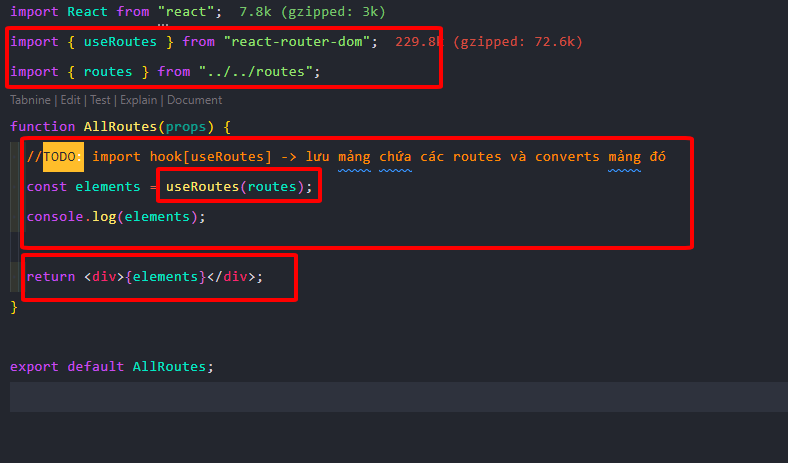 import React from "react";  7.8k (gzipped: 3k)
import { useRoutes } from "react-router-dom";  229.8k (gzipped: 72.6k)
import { routes } from "../../routes";
Tabnine | Edit | Test | Explain | Document
function AllRoutes(props) {
//TODO: import hook[useRoutes] -> lưu mảng chứa các routes và converts mảng đó
const elements = useRoutes(routes);
console.log(elements);
return <div>{elements}</div>;
}
export default AllRoutes;